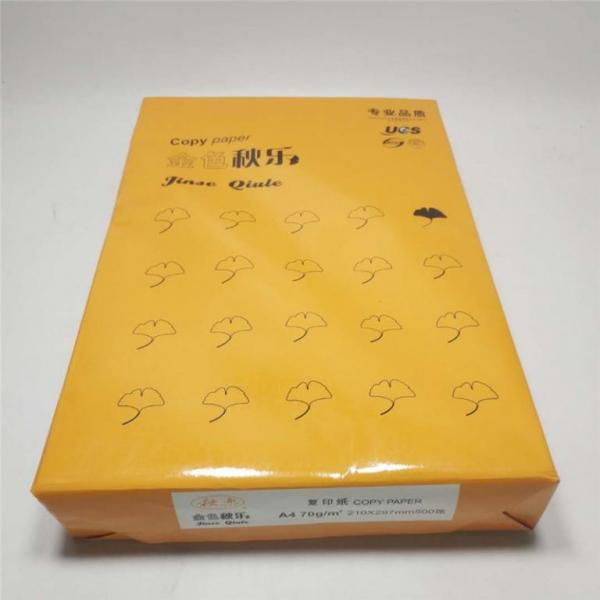 专业品质
Copy paper
UCS
金色秋乐
Jinse Qiule
秋乐
复印纸 COPY PAPER
金色秋乐
A4 70g/m² 210X297mm500张
Jinse Qiule